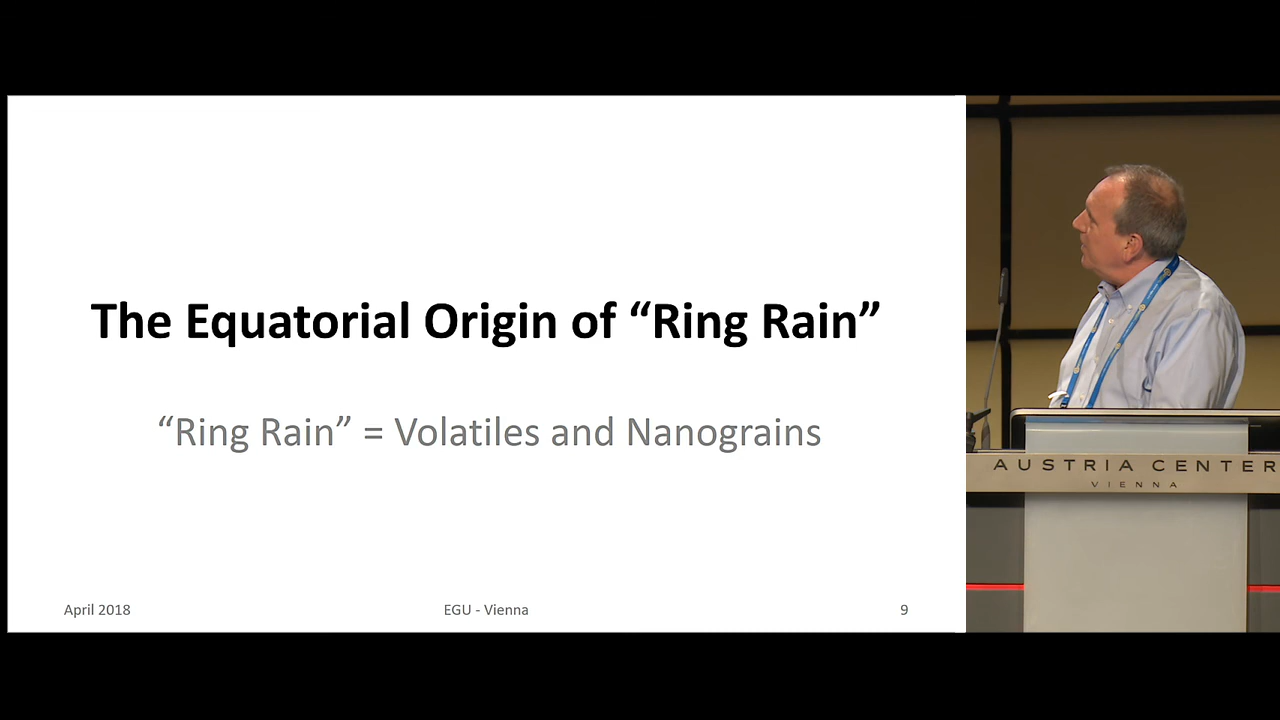 The Equatorial Origin of “Ring Rain”
“Ring Rain” = Volatiles and Nanograins
April 2018
EGU - Vienna
9
AUSTRIA CENTER
VIENNA